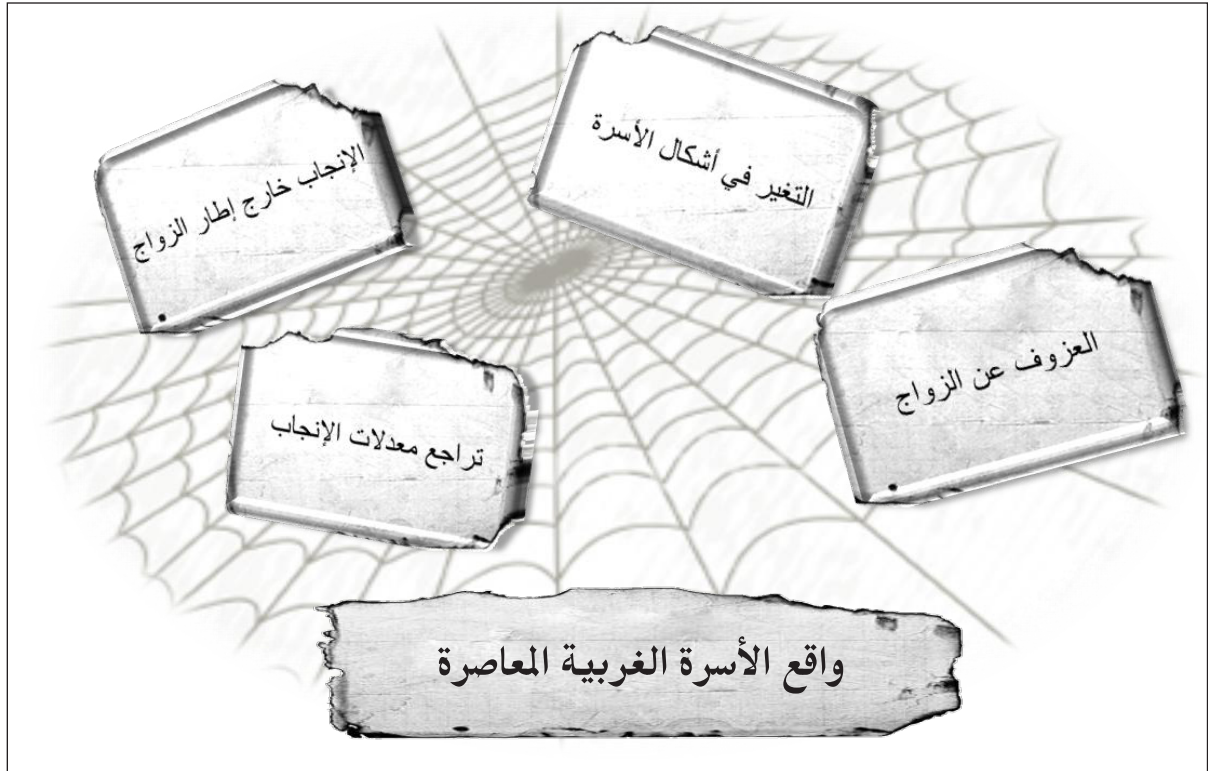 التغير في أشكال الأسرة
الإنجاب خارج إطار الزواج
العزوف عن الزواج
تراجع معدلات الإنجاب
واقع الأسرة الغربية المعاصرة